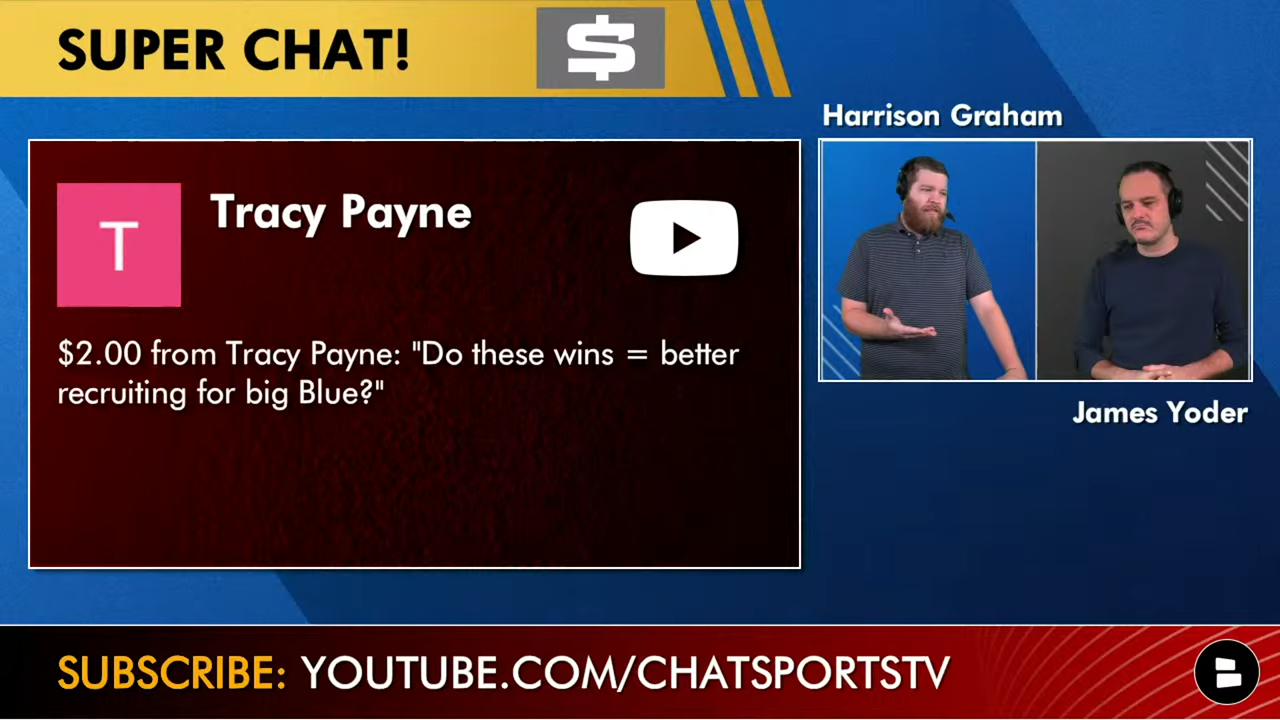 SUPER CHAT!
Harrison Graham
T
Tracy Payne
$2.00 from Tracy Payne: "Do these wins = better
recruiting for big Blue?"
James Yoder
SUBSCRIBE: YOUTUBE.COM/CHATSPORTSTV